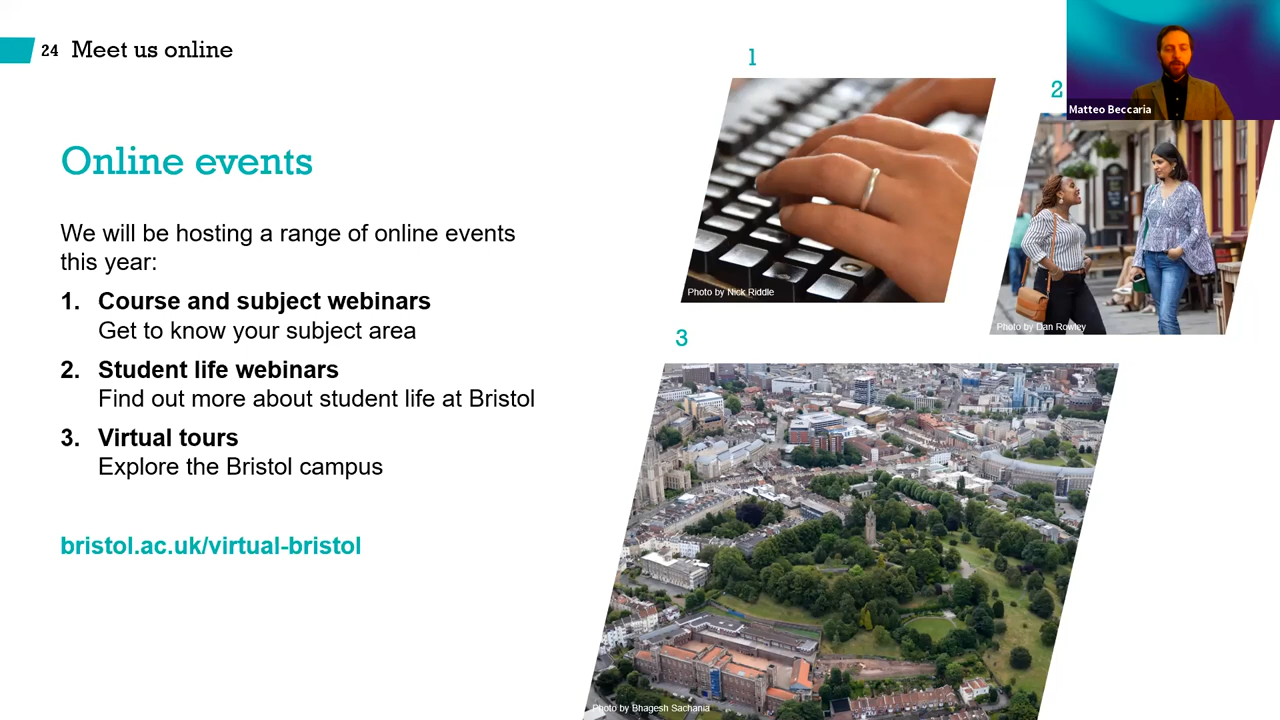 24 Meet us online
Online events
We will be hosting a range of online events
this year:
1. Course and subject webinars
Get to know your subject area
2. Student life webinars
Find out more about student life at Bristol
3. Virtual tours
Explore the Bristol campus
bristol.ac.uk/virtual-bristol
1
Photo by Nick Riddle
2
Photo by Dan Rowley
3
Photo by Bhagesh Sachania
Matteo Beccaria